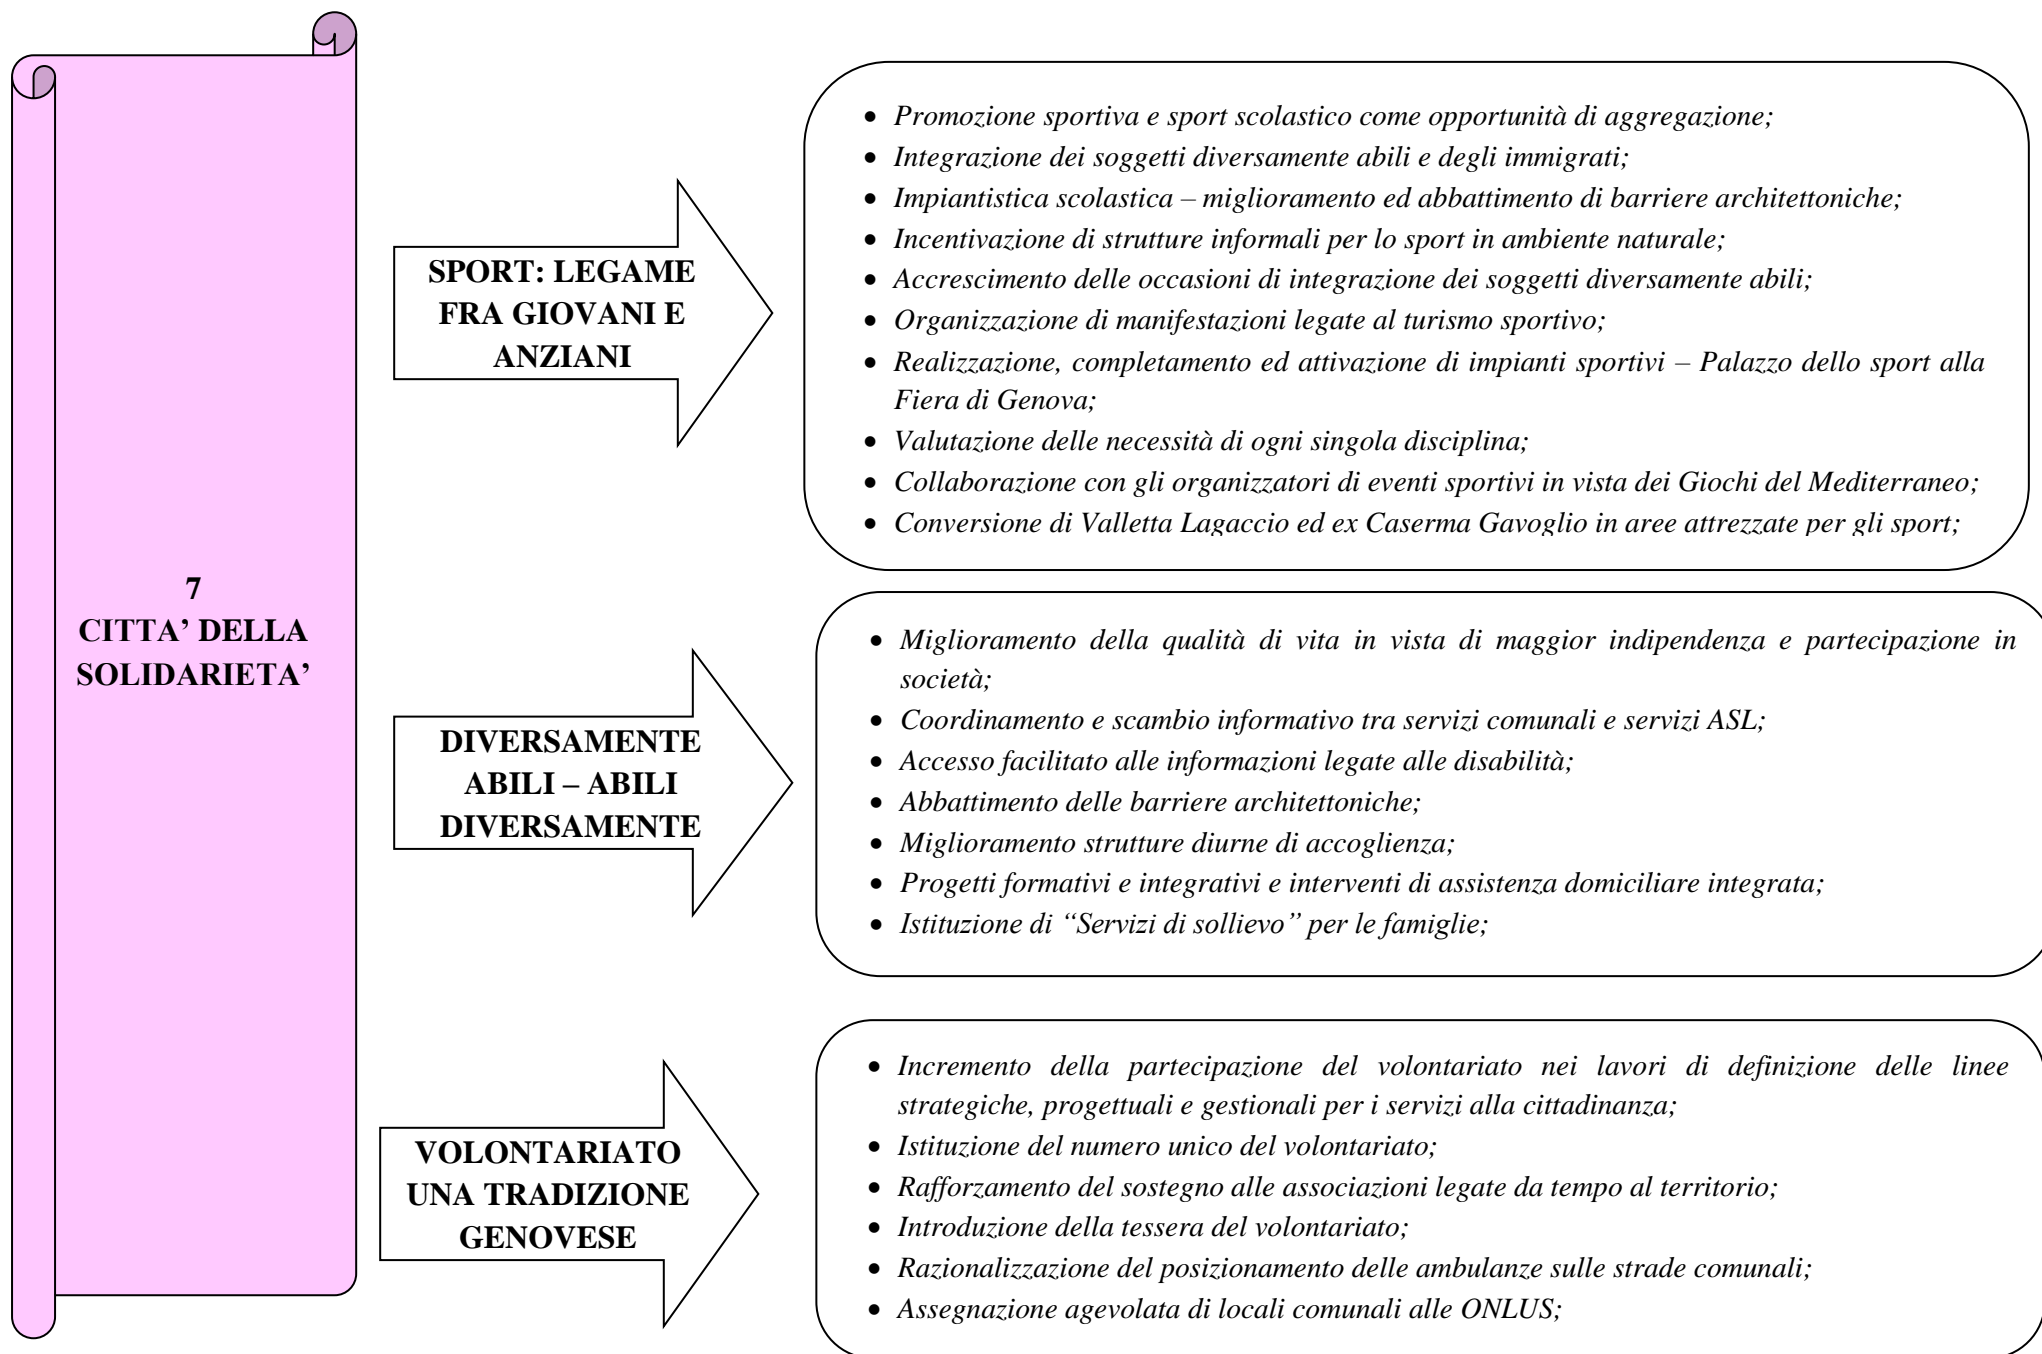 7
CITTA’ DELLA
SOLIDARIETA’
SPORT: LEGAME
FRA GIOVANI E
ANZIANI
• Promozione sportiva e sport scolastico come opportunità di aggregazione;
• Integrazione dei soggetti diversamente abili e degli immigrati;
• Impiantistica scolastica – miglioramento ed abbattimento di barriere architettoniche;
• Incentivazione di strutture informali per lo sport in ambiente naturale;
• Accrescimento delle occasioni di integrazione dei soggetti diversamente abili;
• Organizzazione di manifestazioni legate al turismo sportivo;
• Realizzazione, completamento ed attivazione di impianti sportivi – Palazzo dello sport alla
Fiera di Genova;
• Valutazione delle necessità di ogni singola disciplina;
• Collaborazione con gli organizzatori di eventi sportivi in vista dei Giochi del Mediterraneo;
• Conversione di Valletta Lagaccio ed ex Caserma Gavoglio in aree attrezzate per gli sport;
DIVERSAMENTE
ABILI – ABILI
DIVERSAMENTE
• Miglioramento della qualità di vita in vista di maggior indipendenza e partecipazione in
società;
• Coordinamento e scambio informativo tra servizi comunali e servizi ASL;
• Accesso facilitato alle informazioni legate alle disabilità;
• Abbattimento delle barriere architettoniche;
• Miglioramento strutture diurne di accoglienza;
• Progetti formativi e integrativi e interventi di assistenza domiciliare integrata;
• Istituzione di “Servizi di sollievo” per le famiglie;
VOLONTARIATO
UNA TRADIZIONE
GENOVESE
• Incremento della partecipazione del volontariato nei lavori di definizione delle linee
strategiche, progettuali e gestionali per i servizi alla cittadinanza;
• Istituzione del numero unico del volontariato;
• Rafforzamento del sostegno alle associazioni legate da tempo al territorio;
• Introduzione della tessera del volontariato;
• Razionalizzazione del posizionamento delle ambulanze sulle strade comunali;
• Assegnazione agevolata di locali comunali alle ONLUS;